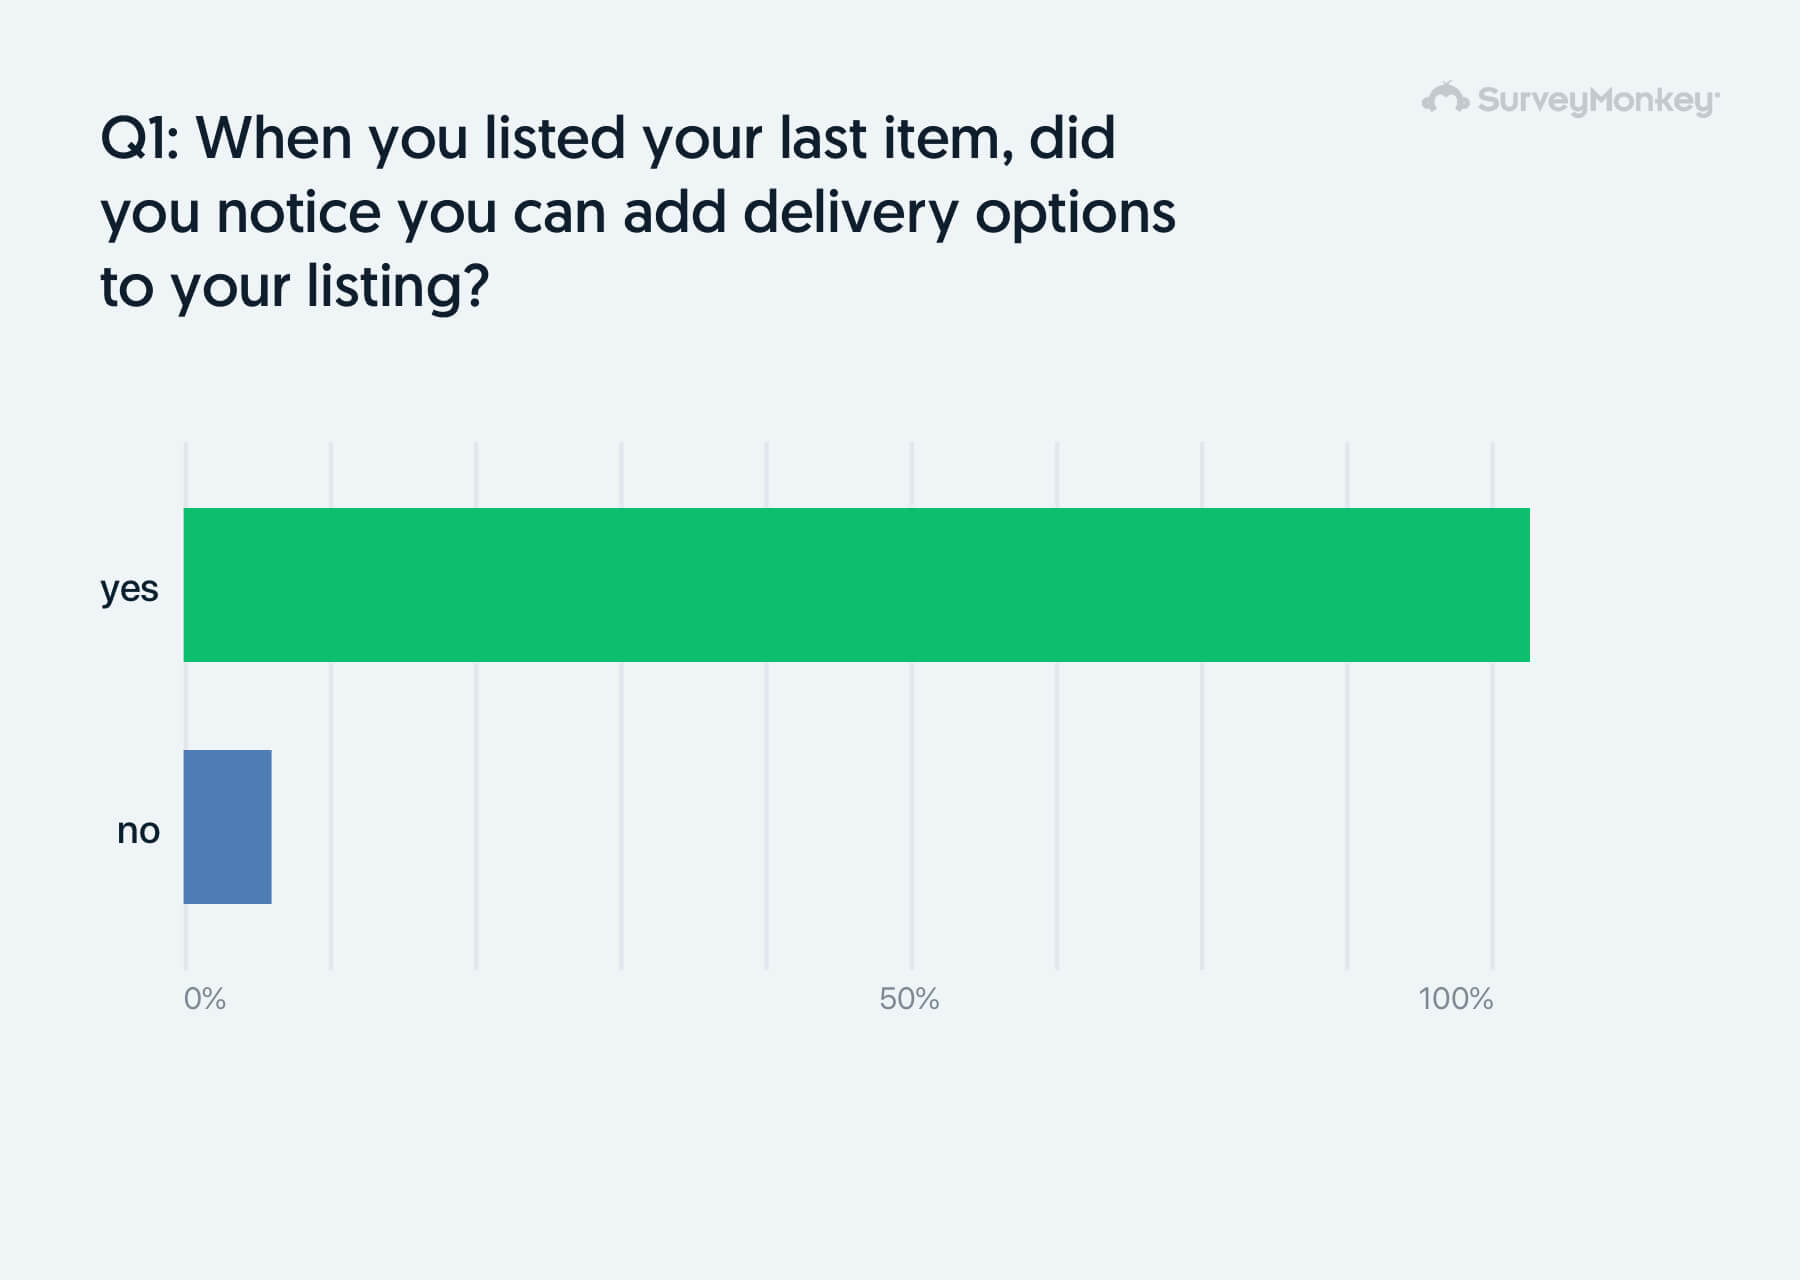 SurveyMonkey
Q1: When you listed your last item, did
you notice you can add delivery options
to your listing?
yes
no
0%
50%
100%